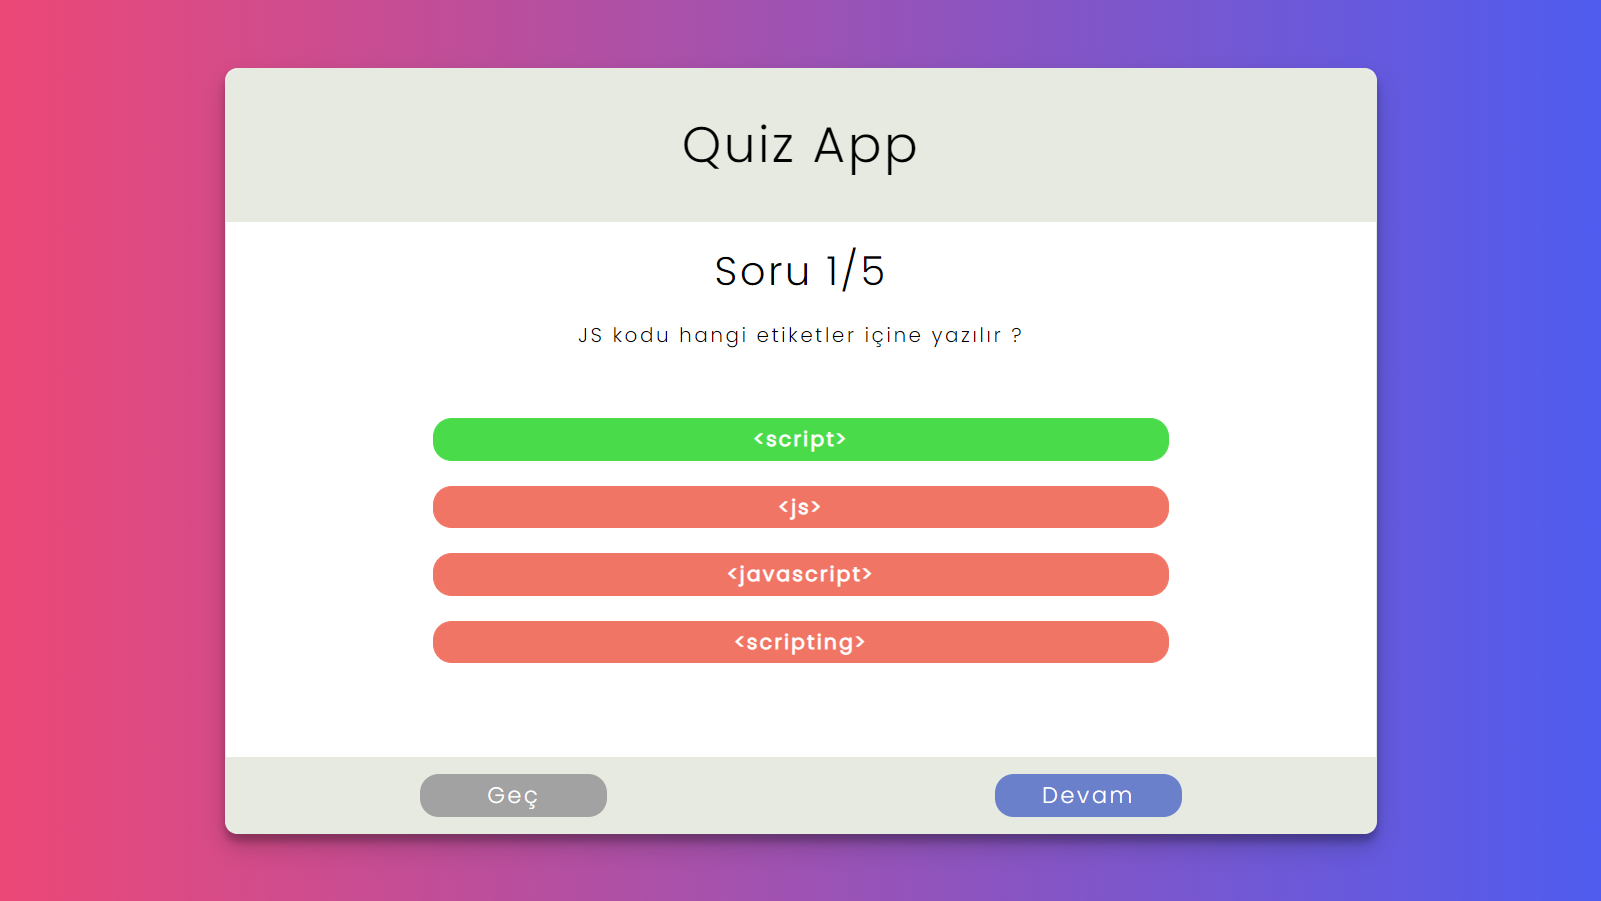 Quiz App
Soru 1/5
JS kodu hangi etiketler içine yazılır ?
<script>
<js>
<javascript>
<scripting>
Geç
Devam